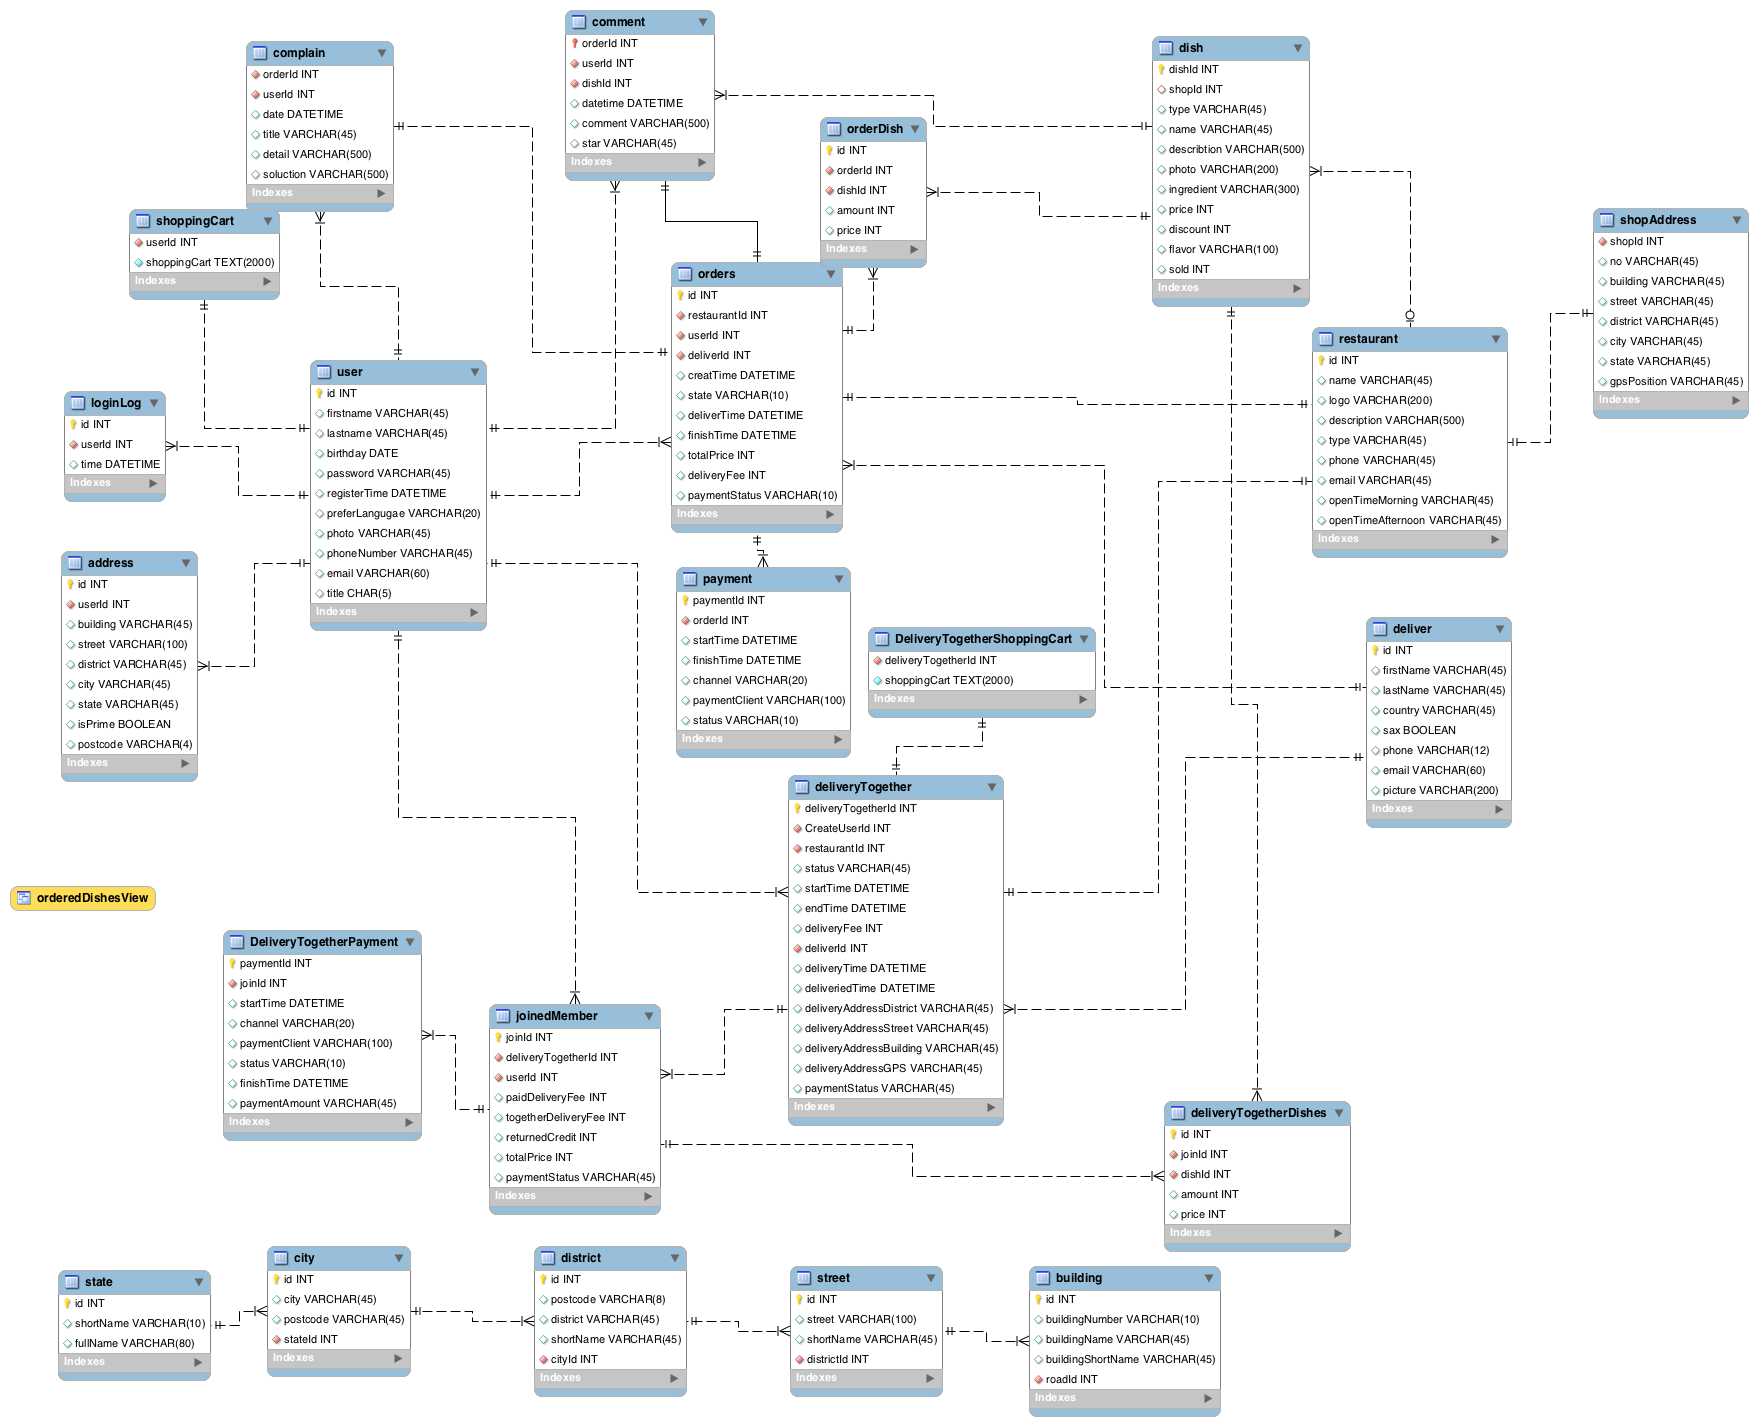 complain
orderId INT
userId INT
date DATETIME
title VARCHAR(45)
detail VARCHAR(500)
soluction VARCHAR(500)
Indexes
comment
orderId INT
userId INT
dishId INT
datetime DATETIME
comment VARCHAR(500)
star VARCHAR(45)
Indexes
orderDish
id INT
orderId INT
dishId INT
amount INT
price INT
Indexes
dish
dishId INT
shopId INT
type VARCHAR(45)
name VARCHAR(45)
describtion VARCHAR(500)
photo VARCHAR(200)
ingredient VARCHAR(300)
price INT
discount INT
flavor VARCHAR(100)
sold INT
Indexes
shoppingCart
userId INT
shoppingCart TEXT(2000)
Indexes
shopAddress
shopId INT
no VARCHAR(45)
building VARCHAR(45)
street VARCHAR(45)
district VARCHAR(45)
city VARCHAR(45)
state VARCHAR(45)
gpsPosition VARCHAR(45)
Indexes
orders
id INT
restaurantId INT
userId INT
deliverId INT
creatTime DATETIME
state VARCHAR(10)
deliverTime DATETIME
finishTime DATETIME
totalPrice INT
deliveryFee INT
paymentStatus VARCHAR(10)
Indexes
restaurant
id INT
name VARCHAR(45)
logo VARCHAR(200)
description VARCHAR(500)
type VARCHAR(45)
phone VARCHAR(45)
email VARCHAR(45)
openTimeMorning VARCHAR(45)
openTimeAfternoon VARCHAR(45)
Indexes
user
id INT
firstname VARCHAR(45)
lastname VARCHAR(45)
birthday DATE
password VARCHAR(45)
registerTime DATETIME
preferLangugae VARCHAR(20)
photo VARCHAR(45)
phoneNumber VARCHAR(45)
email VARCHAR(60)
title CHAR(5)
Indexes
loginLog
id INT
userId INT
time DATETIME
Indexes
address
id INT
userId INT
building VARCHAR(45)
street VARCHAR(100)
district VARCHAR(45)
city VARCHAR(45)
state VARCHAR(45)
isPrime BOOLEAN
postcode VARCHAR(4)
Indexes
payment
paymentId INT
orderId INT
startTime DATETIME
finishTime DATETIME
channel VARCHAR(20)
paymentClient VARCHAR(100)
status VARCHAR(10)
Indexes
DeliveryTogetherShoppingCart
deliveryTogetherId INT
shoppingCart TEXT(2000)
Indexes
deliver
id INT
firstName VARCHAR(45)
lastName VARCHAR(45)
country VARCHAR(45)
sax BOOLEAN
phone VARCHAR(12)
email VARCHAR(60)
picture VARCHAR(200)
Indexes
deliveryTogether
deliveryTogetherId INT
CreateUserId INT
restaurantId INT
status VARCHAR(45)
startTime DATETIME
endTime DATETIME
deliveryFee INT
deliverId INT
deliveryTime DATETIME
deliveriedTime DATETIME
deliveryAddressDistrict VARCHAR(45)
deliveryAddressStreet VARCHAR(45)
deliveryAddressBuilding VARCHAR(45)
deliveryAddressGPS VARCHAR(45)
paymentStatus VARCHAR(45)
Indexes
orderedDishesView
DeliveryTogetherPayment
paymentId INT
joinId INT
startTime DATETIME
channel VARCHAR(20)
paymentClient VARCHAR(100)
status VARCHAR(10)
finishTime DATETIME
paymentAmount VARCHAR(45)
Indexes
joinedMember
joinId INT
deliveryTogetherId INT
userId INT
paidDeliveryFee INT
togetherDeliveryFee INT
returnedCredit INT
totalPrice INT
paymentStatus VARCHAR(45)
Indexes
deliveryTogetherDishes
id INT
joinId INT
dishId INT
amount INT
price INT
Indexes
state
id INT
shortName VARCHAR(10)
fullName VARCHAR(80)
Indexes
city
id INT
city VARCHAR(45)
postcode VARCHAR(45)
stateId INT
Indexes
district
id INT
postcode VARCHAR(8)
district VARCHAR(45)
shortName VARCHAR(45)
cityId INT
Indexes
street
id INT
street VARCHAR(100)
shortName VARCHAR(45)
districtId INT
Indexes
building
id INT
buildingNumber VARCHAR(10)
buildingName VARCHAR(45)
buildingShortName VARCHAR(45)
roadId INT
Indexes